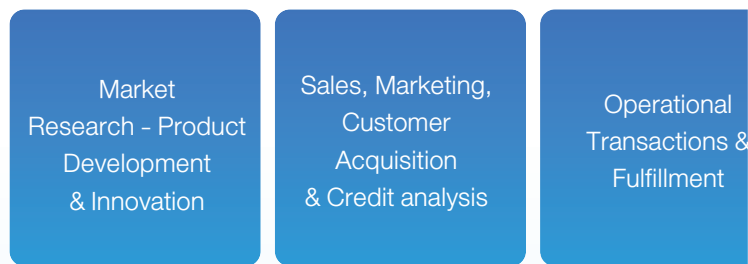 Market
Research - Product
Development
& Innovation
Sales, Marketing,
Customer
Acquisition
& Credit analysis
Operational
Transactions &
Fulfillment